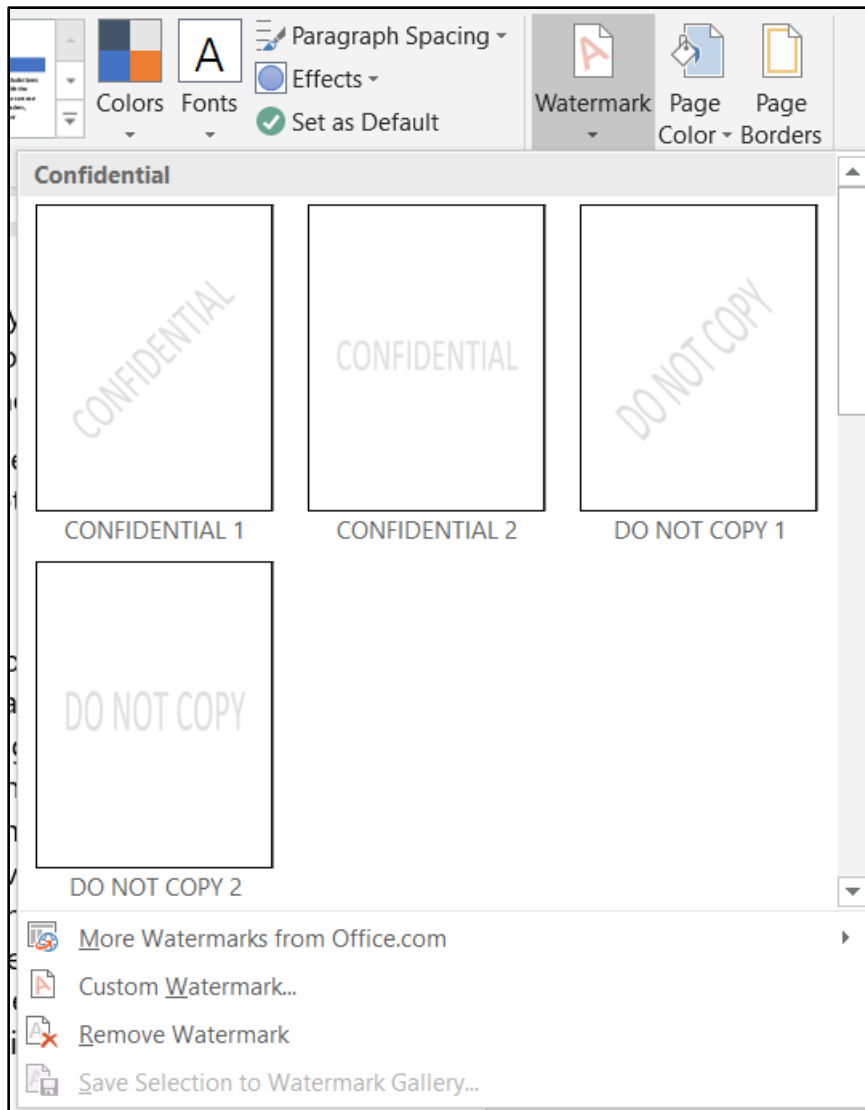 Paragraph Spacing
Effects
Set as Default
Colors
Fonts
A
Watermark
Page Color
Page Borders
Confidential
CONFIDENTIAL
CONFIDENTIAL 1
CONFIDENTIAL
CONFIDENTIAL 2
DO NOT COPY
DO NOT COPY 1
DO NOT COPY
DO NOT COPY 2
More Watermarks from Office.com
Custom Watermark...
Remove Watermark
Save Selection to Watermark Gallery...